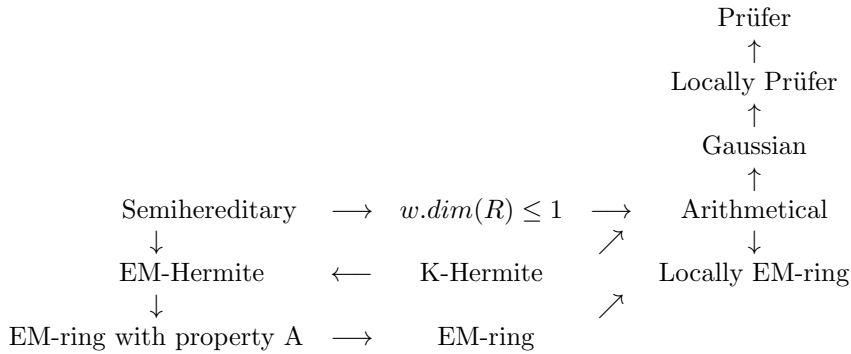 Prüfer
↑
Locally Prüfer
↑
Gaussian
↑
Semihereditary ⟶ w.dim(R) ≤ 1 ⟶ Arithmetical
↓ ↗ ↓
EM-Hermite ⟵ K-Hermite Locally EM-ring
↓ ↗
EM-ring with property A ⟶ EM-ring